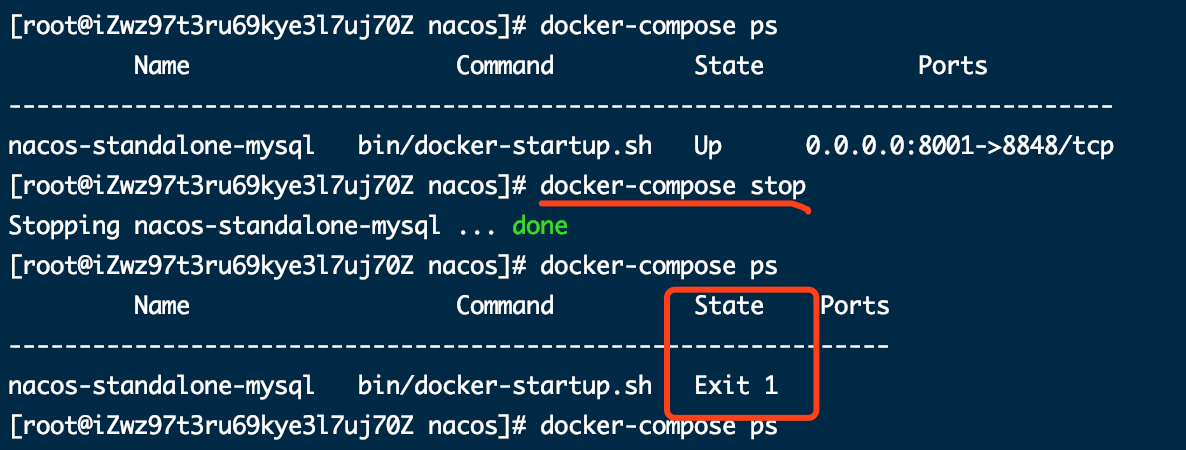 [root@iZwz97t3ru69kye3l7uj70Z nacos]# docker-compose ps
Name Command State Ports
-------------------------------------------------------------------------------
nacos-standalone-mysql bin/docker-startup.sh Up 0.0.0.0:8001->8848/tcp
[root@iZwz97t3ru69kye3l7uj70Z nacos]# docker-compose stop
Stopping nacos-standalone-mysql ... done
[root@iZwz97t3ru69kye3l7uj70Z nacos]# docker-compose ps
Name Command State Ports
---------------------------------------------------------------
nacos-standalone-mysql bin/docker-startup.sh Exit 1
[root@iZwz97t3ru69kye3l7uj70Z nacos]# docker-compose ps